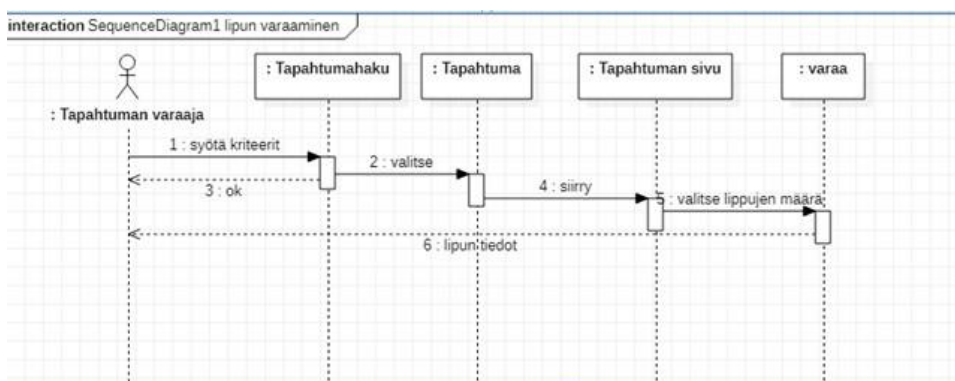 interaction SequenceDiagram1 lipun varaaminen
: Tapahtumahaku
: Tapahtuma
: Tapahtuman sivu
: varaa
: Tapahtuman varaaja
1 : syötä kriteerit
2 : valitse
3 : ok
4 : siirry
5 : valitse lippujen määrä
6 : lipun tiedot